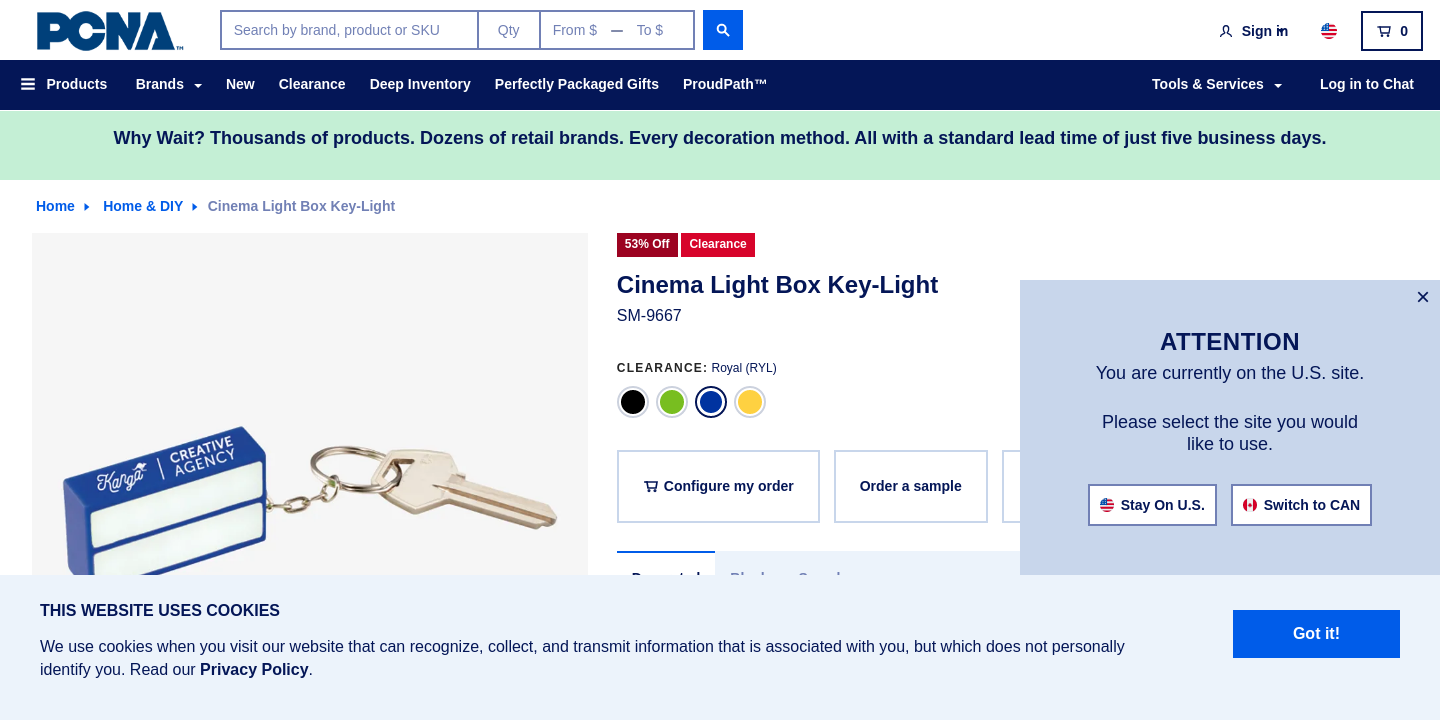 PCNA™
Search by brand, product or SKU
Qty
From $ — To $
Sign in
0
Products
Brands
New
Clearance
Deep Inventory
Perfectly Packaged Gifts
ProudPath™
Tools & Services
Log in to Chat
Why Wait? Thousands of products. Dozens of retail brands. Every decoration method. All with a standard lead time of just five business days.
Home
Home & DIY
Cinema Light Box Key-Light
53% Off
Clearance
Cinema Light Box Key-Light
SM-9667
CLEARANCE: Royal (RYL)
Configure my order
Order a sample
Kanga
CREATIVE
AGENCY
×
ATTENTION
You are currently on the U.S. site.
Please select the site you would
like to use.
Stay On U.S.
Switch to CAN
THIS WEBSITE USES COOKIES
We use cookies when you visit our website that can recognize, collect, and transmit information that is associated with you, but which does not personally
identify you. Read our Privacy Policy.
Got it!